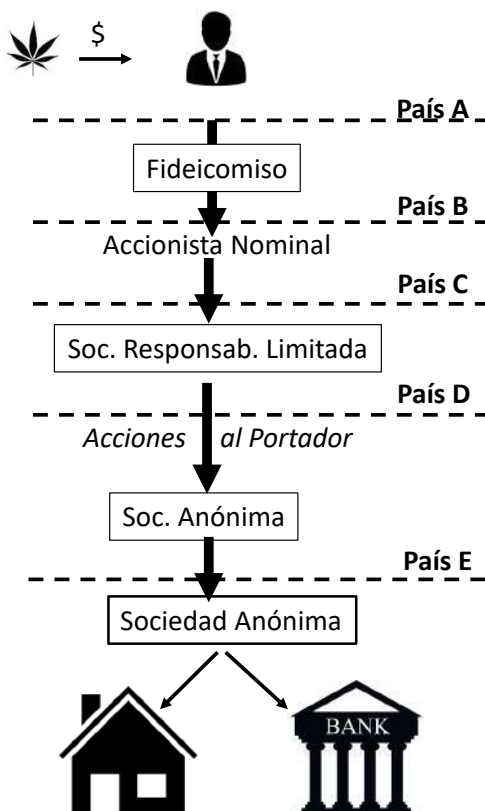 $
País A
Fideicomiso
País B
Accionista Nominal
País C
Soc. Responsab. Limitada
País D
Acciones al Portador
Soc. Anónima
País E
Sociedad Anónima
BANK